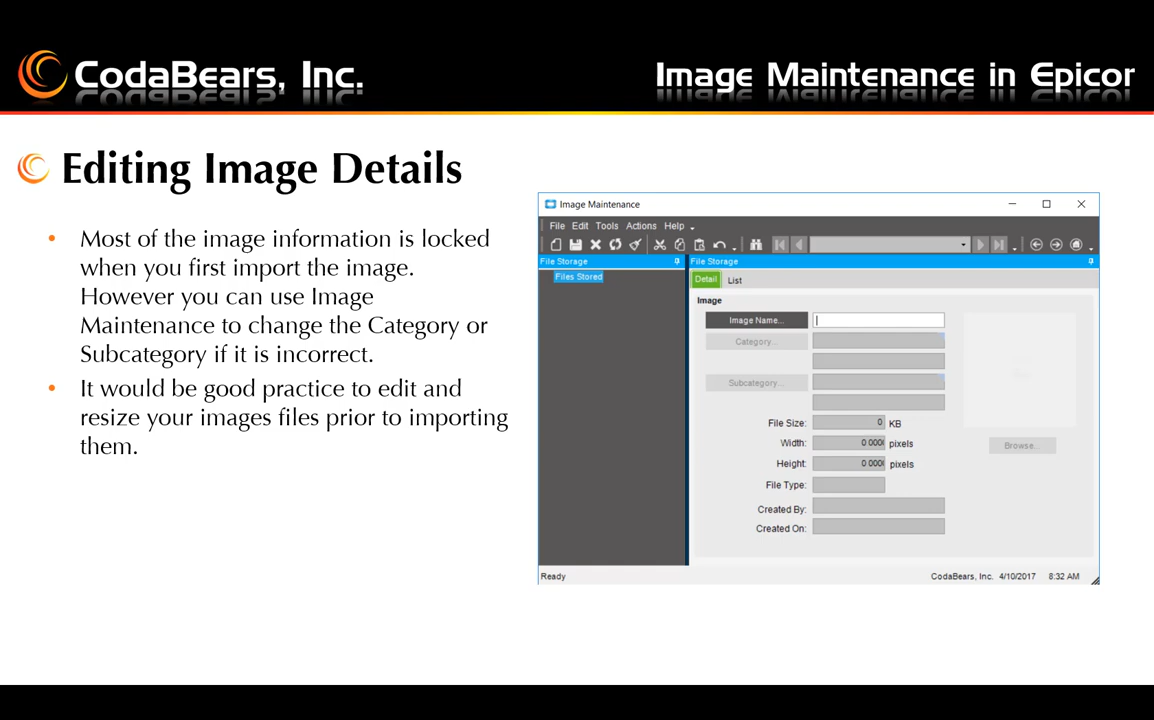 CodaBears, Inc.
Image Maintenance in Epicor
Editing Image Details
• Most of the image information is locked
when you first import the image.
However you can use Image
Maintenance to change the Category or
Subcategory if it is incorrect.
• It would be good practice to edit and
resize your images files prior to importing
them.
Image Maintenance
File Edit Tools Actions Help
File Storage
Files Stored
File Storage
Detail List
Image
Image Name...
Category...
Subcategory...
File Size: 0 KB
Width: 0.000 pixels
Height: 0.000 pixels
File Type:
Browse...
Created By:
Created On:
Ready
CodaBears, Inc. 4/10/2017 8:32 AM